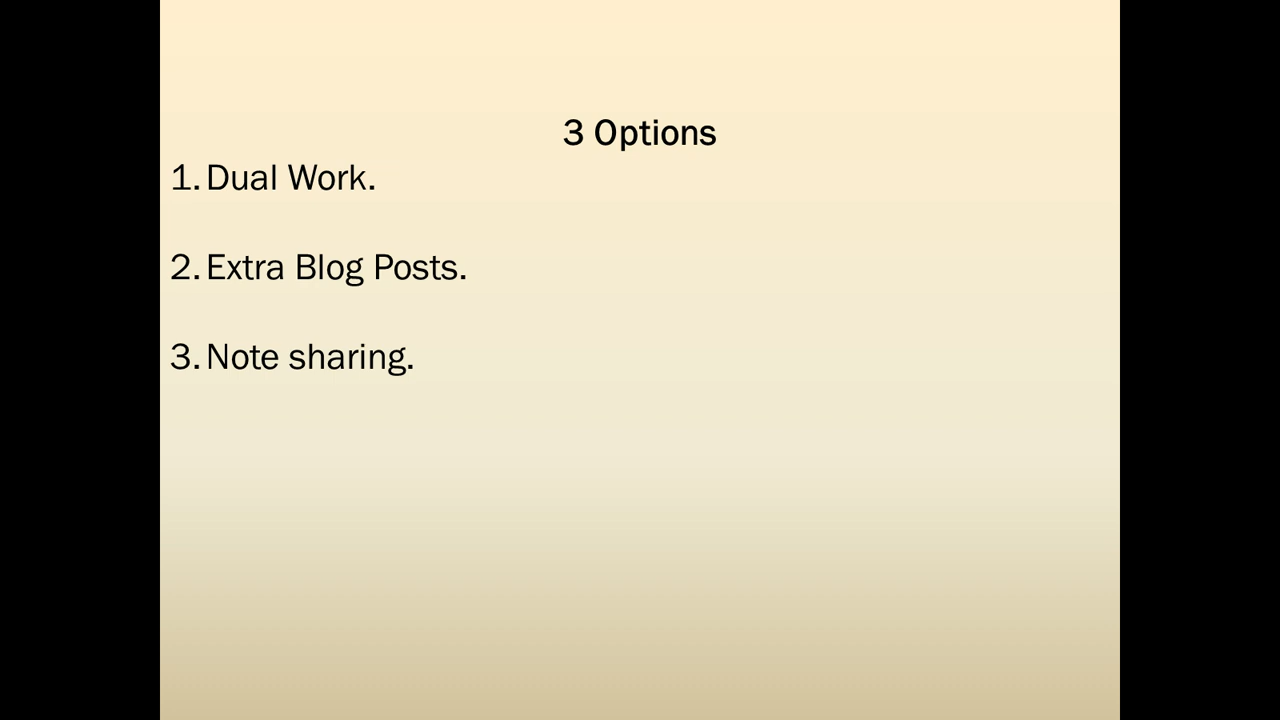 3 Options
1. Dual Work.
2. Extra Blog Posts.
3. Note sharing.